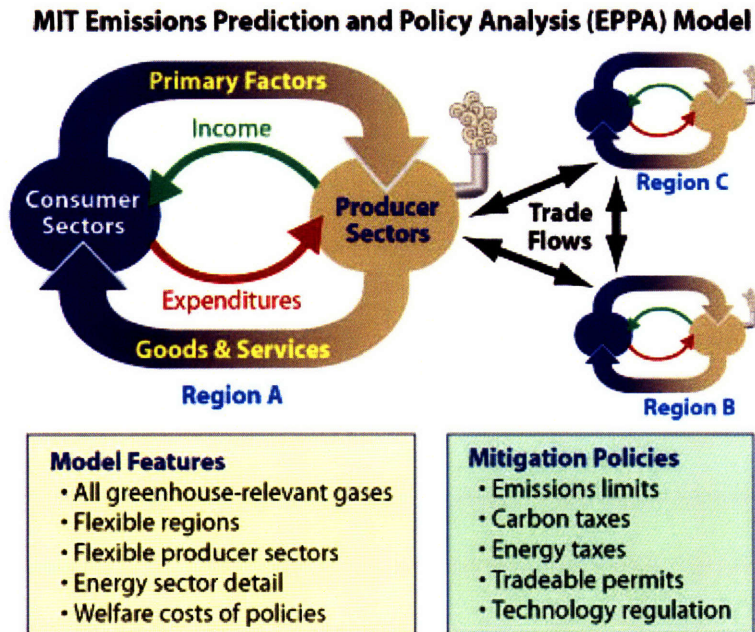 MIT Emissions Prediction and Policy Analysis (EPPA) Model
Primary Factors
Income
Consumer
Sectors
Producer
Sectors
Expenditures
Goods & Services
Region A
Trade
Flows
Region C
Region B
Model Features
• All greenhouse-relevant gases
• Flexible regions
• Flexible producer sectors
• Energy sector detail
• Welfare costs of policies
Mitigation Policies
• Emissions limits
• Carbon taxes
• Energy taxes
• Tradeable permits
• Technology regulation